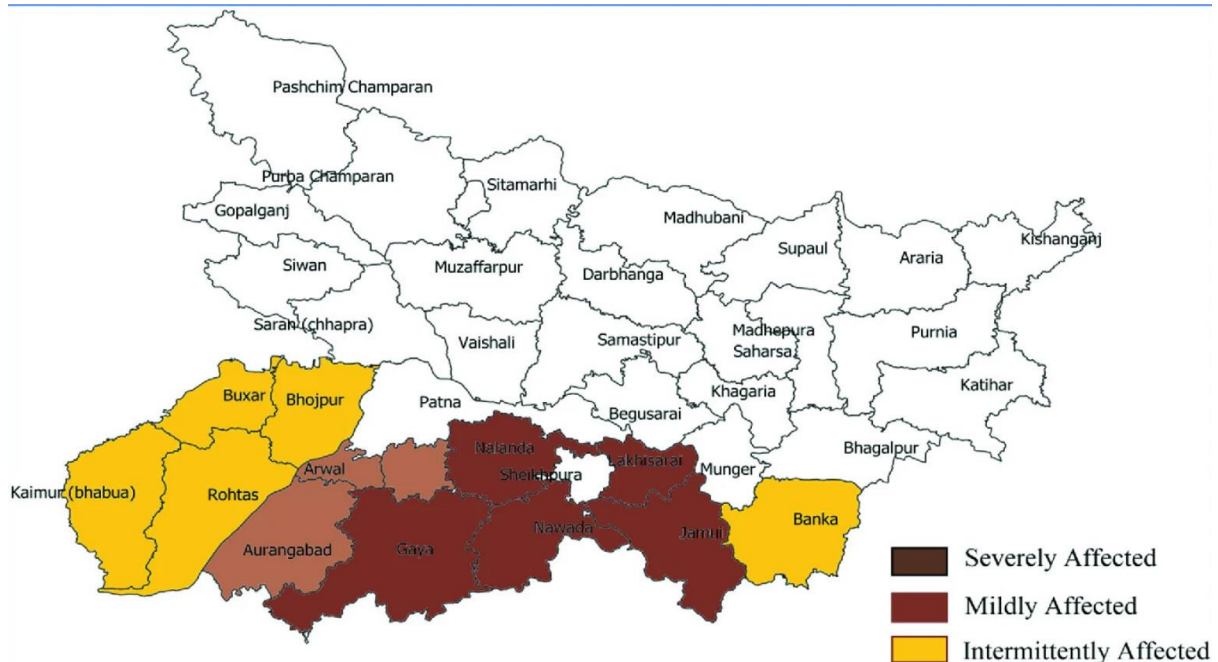 Pashchim Champaran
Purba Champaran
Sitamarhi
Gopalganj
Madhubani
Kishanganj
Supaul
Araria
Siwan
Muzaffarpur
Darbhanga
Saran (chhapra)
Vaishali
Samastipur
Madhepura
Saharsa
Purnia
Katihar
Khagaria
Buxar
Bhojpur
Patna
Begusarai
Bhagalpur
Nalanda
Lakhisarai
Munger
Arwal
Sheikhpura
Kaimur (bhabua)
Rohtas
Banka
Nawada
Jamui
Aurangabad
Gaya
Severely Affected
Mildly Affected
Intermittently Affected